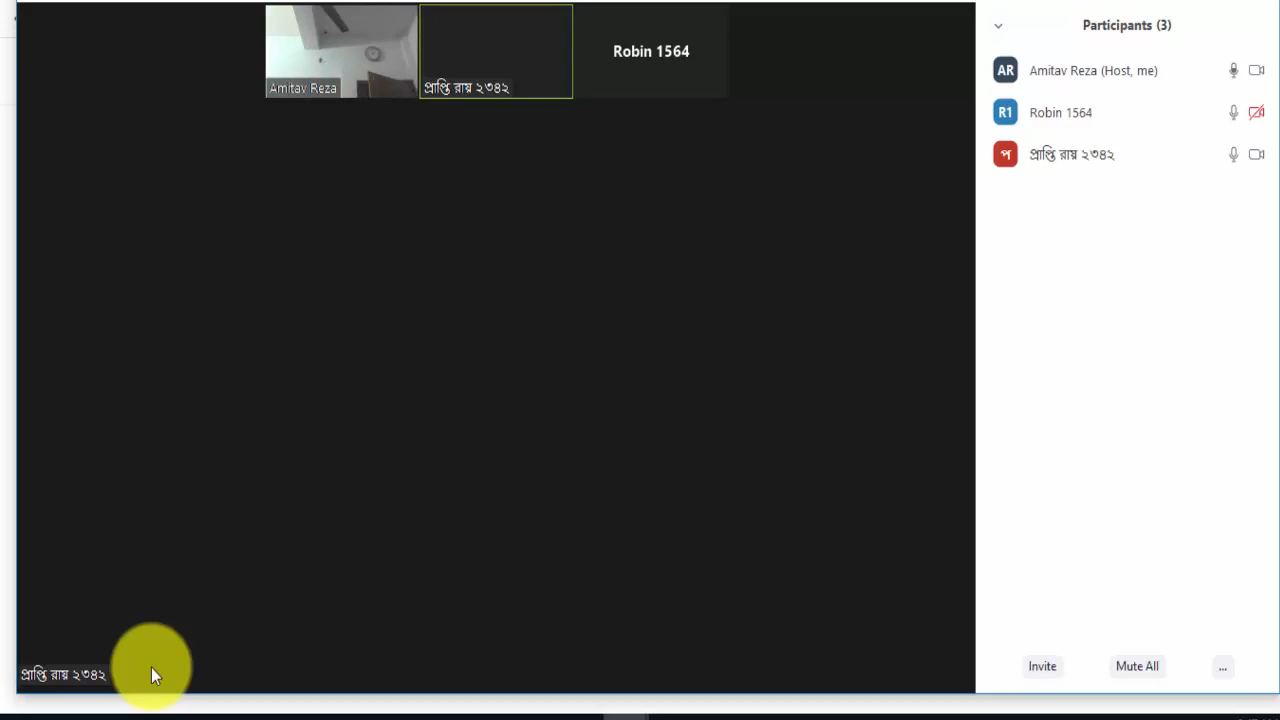 Amitav Reza
প্রাপ্তি রায় ২৩৪২
Robin 1564
Participants (3)
AR Amitav Reza (Host, me)
R1 Robin 1564
প প্রাপ্তি রায় ২৩৪২
প্রাপ্তি রায় ২৩৪২
Invite Mute All ...